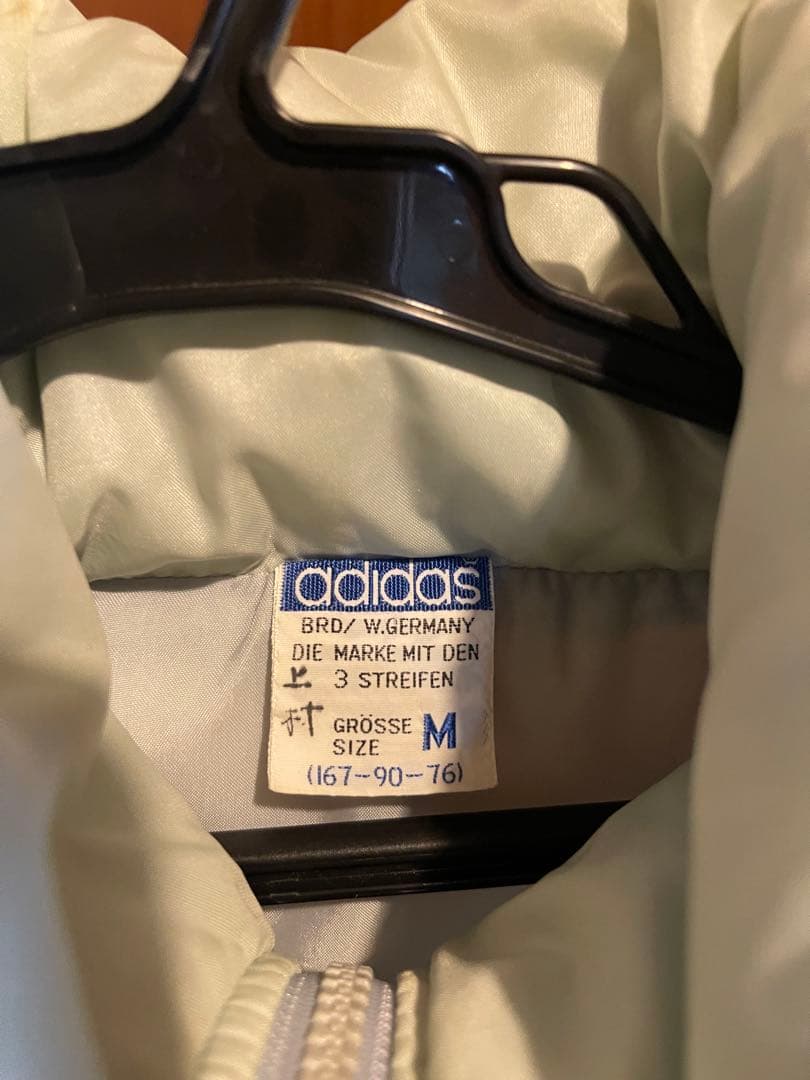 adidas
BRD/ W.GERMANY
DIE MARKE MIT DEN
3 STREIFEN
GRÖSSE M
SIZE
(167-90-76)